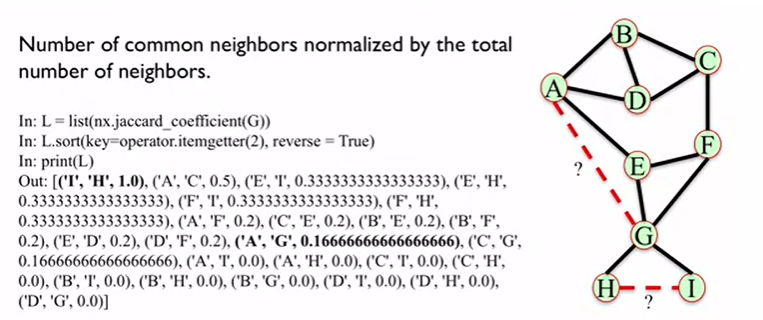 Number of common neighbors normalized by the total
number of neighbors.
In: L = list(nx.jaccard_coefficient(G))
In: L.sort(key=operator.itemgetter(2), reverse = True)
In: print(L)
Out: [('I', 'H', 1.0), ('A', 'C', 0.5), ('E', 'I', 0.3333333333333333), ('E', 'H',
0.3333333333333333), ('F', 'I', 0.3333333333333333), ('F', 'H',
0.3333333333333333), ('A', 'F', 0.2), ('C', 'E', 0.2), ('B', 'E', 0.2), ('B', 'F',
0.2), ('E', 'D', 0.2), ('D', 'F', 0.2), ('A', 'G', 0.16666666666666666), ('C', 'G',
0.16666666666666666), ('A', 'I', 0.0), ('A', 'H', 0.0), ('C', 'I', 0.0), ('C', 'H',
0.0), ('B', 'I', 0.0), ('B', 'H', 0.0), ('B', 'G', 0.0), ('D', 'I', 0.0), ('D', 'H', 0.0),
('D', 'G', 0.0)]
B
C
A
D
F
E
?
G
H
I
?